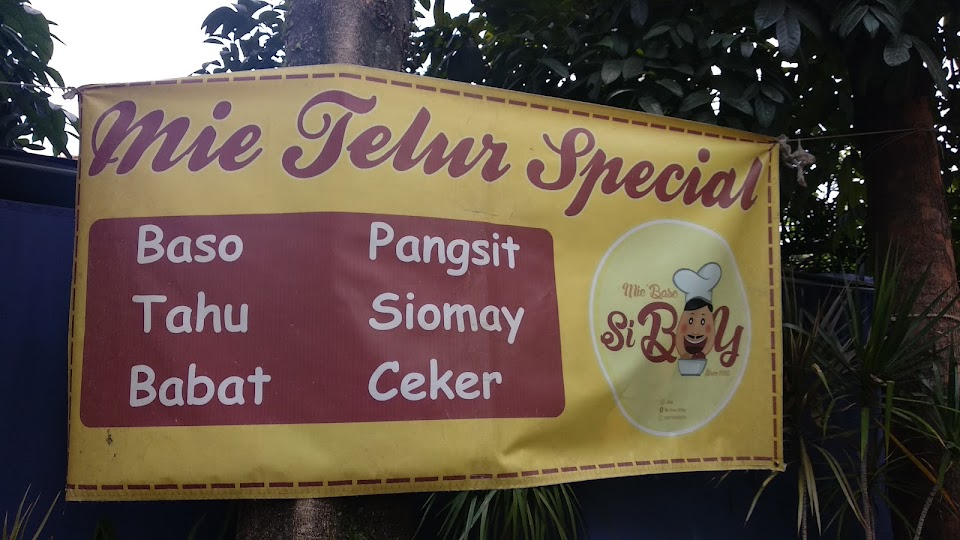 Mie Telur Special
Baso
Pangsit
Tahu
Siomay
Babat
Ceker
Mie Baso
Si BOY